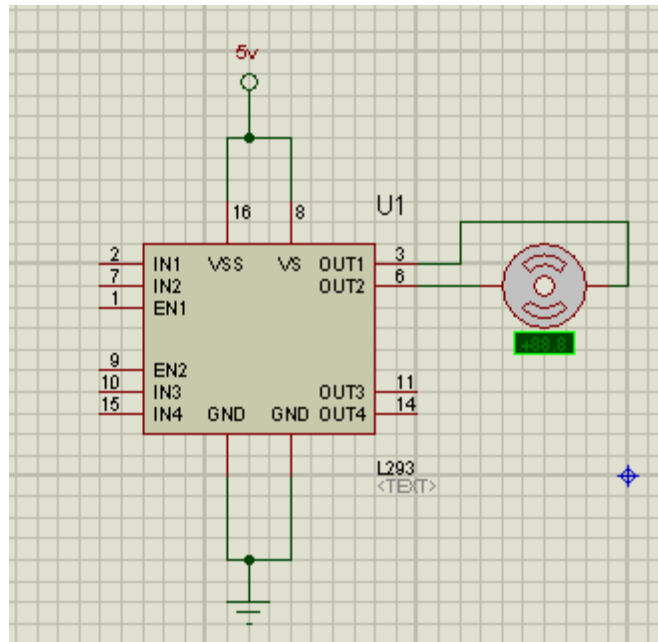 5v
16 8 U1
2 IN1 VSS VS OUT1 3
7 IN2 OUT2 6
1 EN1
+88.8
9 EN2
10 IN3 OUT3 11
15 IN4 GND GND OUT4 14
L293
<TEXT>